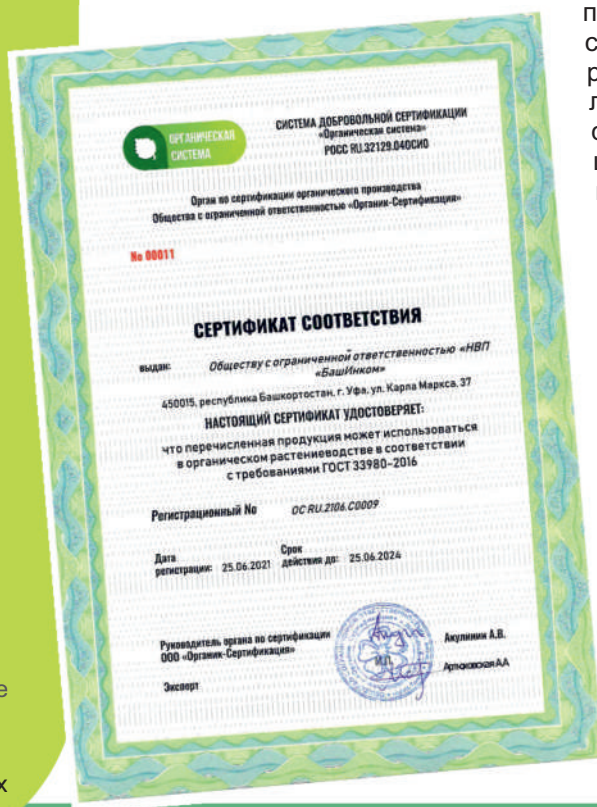 ОРГАНИЧЕСКАЯ
СИСТЕМА
СИСТЕМА ДОБРОВОЛЬНОЙ СЕРТИФИКАЦИИ
«Органическая система»
РОСС RU.32129.04ОСИ0
Орган по сертификации органического производства
Общества с ограниченной ответственностью «Органик-Сертификация»
No 00011
СЕРТИФИКАТ СООТВЕТСТВИЯ
выдан: Обществу с ограниченной ответственностью «НВП
«БашИнком»
450015, республика Башкортостан, г. Уфа, ул. Карла Маркса, 37
НАСТОЯЩИЙ СЕРТИФИКАТ УДОСТОВЕРЯЕТ:
что перечисленная продукция может использоваться
в органическом растениеводстве в соответствии
с требованиями ГОСТ 33980-2016
Регистрационный No OC RU.2106.C0009
Дата
регистрации: 25.06.2021
Срок
действия до: 25.06.2024
Руководитель органа по сертификации
ООО «Органик-Сертификация»
Акулинин А.В.
Эксперт
М.П.
Артюховская А.А